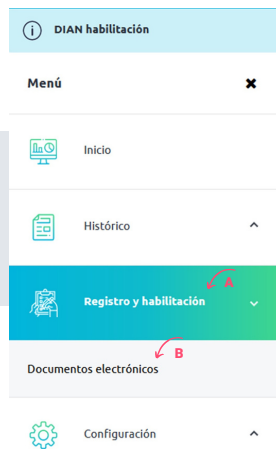 DIAN habilitación
Menú
Inicio
Histórico
A
Registro y habilitación
B
Documentos electrónicos
Configuración